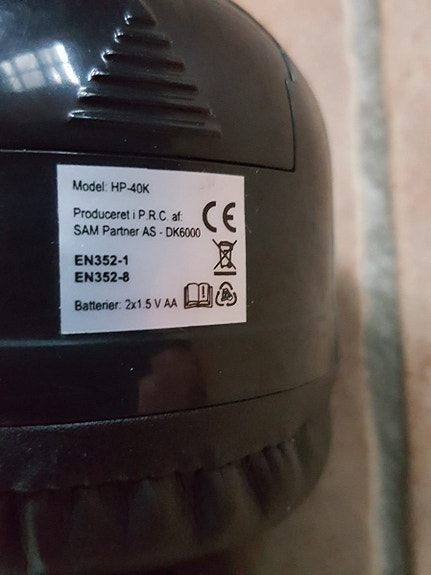 Model: HP-40K
Produceret i P.R.C. af:
SAM Partner AS - DK6000
CE
EN352-1
EN352-8
Batterier: 2x1.5 V AA